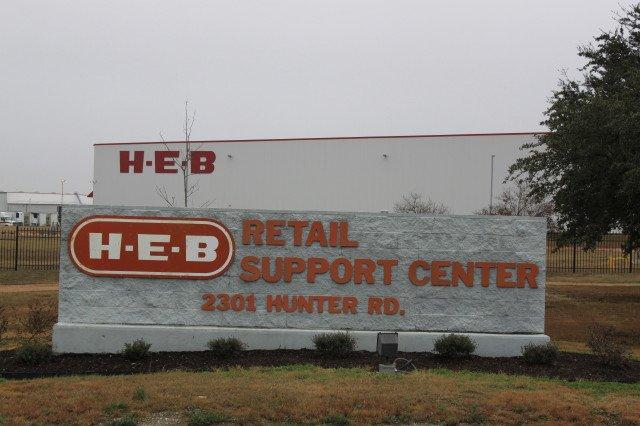 H-E-B
H-E-B
RETAIL
SUPPORT CENTER
2301 HUNTER RD.